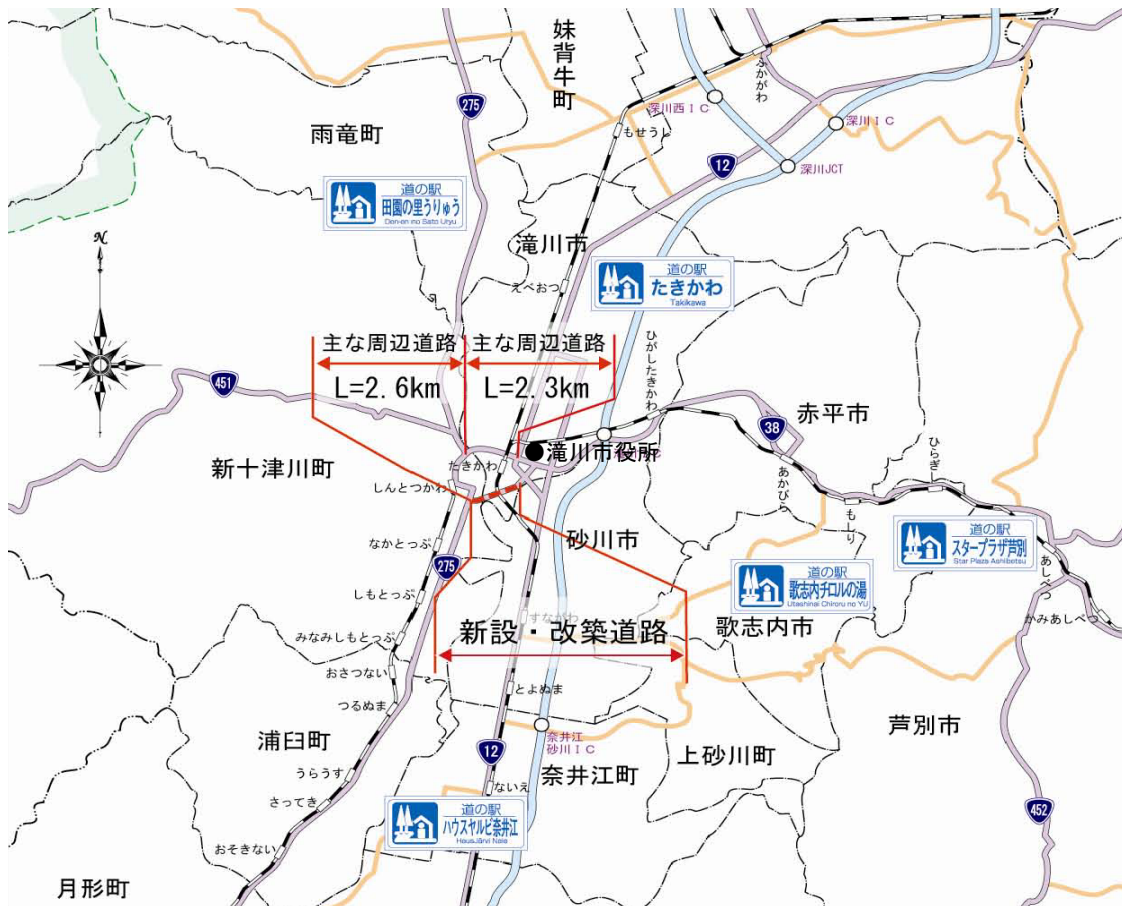 妹背牛町
275
ふかがわ
深川西IC
もせうし
深川IC
雨竜町
12
深川JCT
道の駅
田園の里うりゅう
Den-en no Sato Uryu
N
滝川市
道の駅
たきかわ
Takikawa
えべおつ
主な周辺道路
主な周辺道路
L=2.6km
L=2.3km
ひがしたきかわ
451
赤平市
38
滝川市役所
たきかわ
新十津川町
しんとつかわ
あかびら
ひらぎし
もしり
砂川市
道の駅
スタープラザ芦別
Star Plaza Ashibetsu
なかとっぷ
275
あしべつ
道の駅
歌志内チロルの湯
Utashinai Chiroru no YU
しもとっぷ
すながわ
かみあしべつ
歌志内市
みなみしもとっぷ
新設・改築道路
おさつない
とよぬま
つるぬま
芦別市
浦臼町
奈井江
砂川IC
上砂川町
12
奈井江町
うらうす
ないえ
さってき
道の駅
ハウスヤルビ奈井江
HausJärvi Naie
452
おそきない
月形町